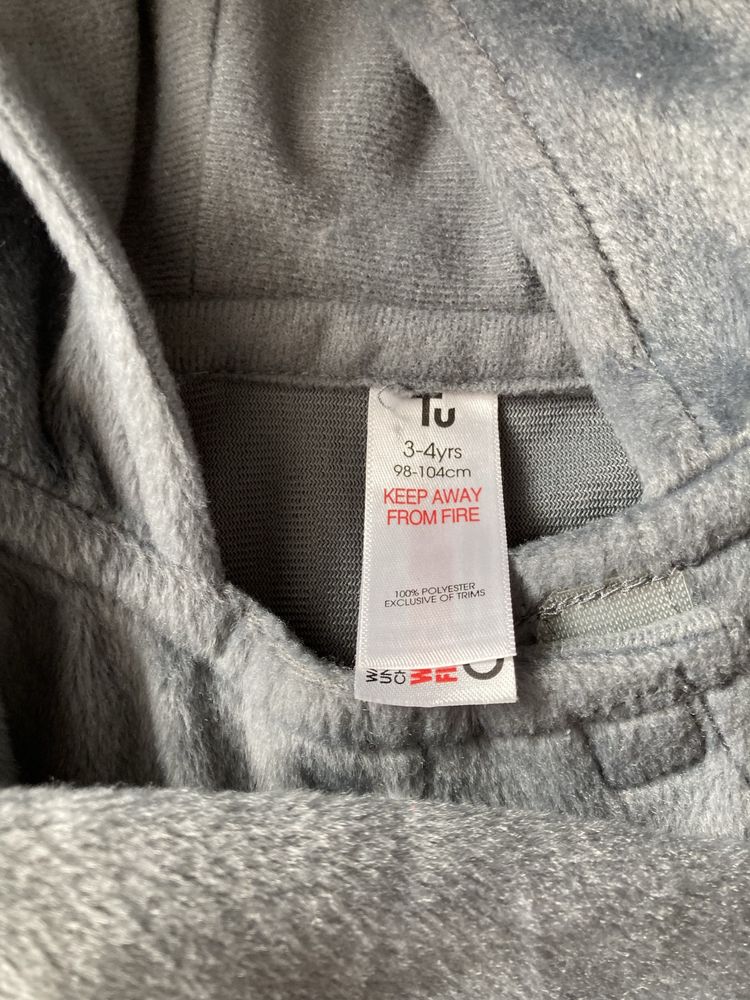 Tu
3-4yrs
98-104cm
KEEP AWAY
FROM FIRE
100% POLYESTER
EXCLUSIVE OF TRIMS